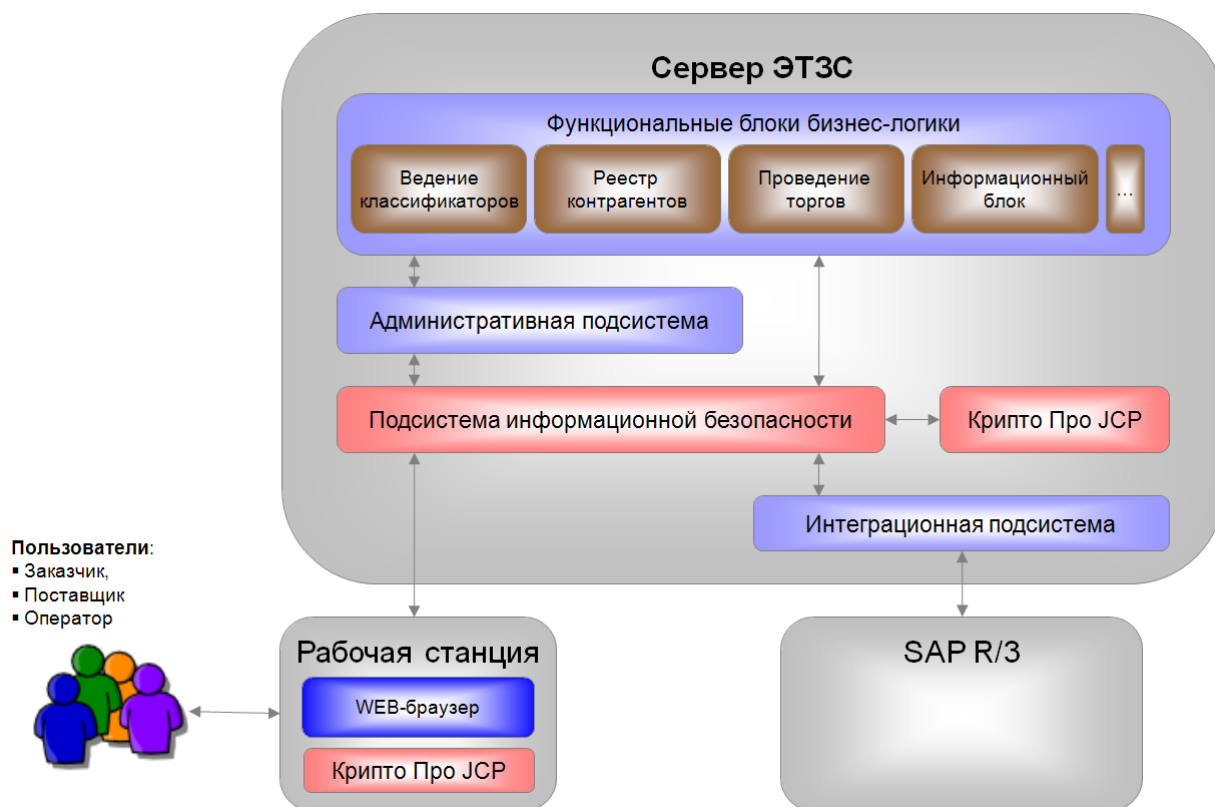 Сервер ЭТЗС
Функциональные блоки бизнес-логики
Ведение
классификаторов
Реестр
контрагентов
Проведение
торгов
Информационный
блок
...
Административная подсистема
Подсистема информационной безопасности
Крипто Про JCP
Интеграционная подсистема
Пользователи:
▪ Заказчик,
▪ Поставщик
▪ Оператор
Рабочая станция
WEB-браузер
Крипто Про JCP
SAP R/3